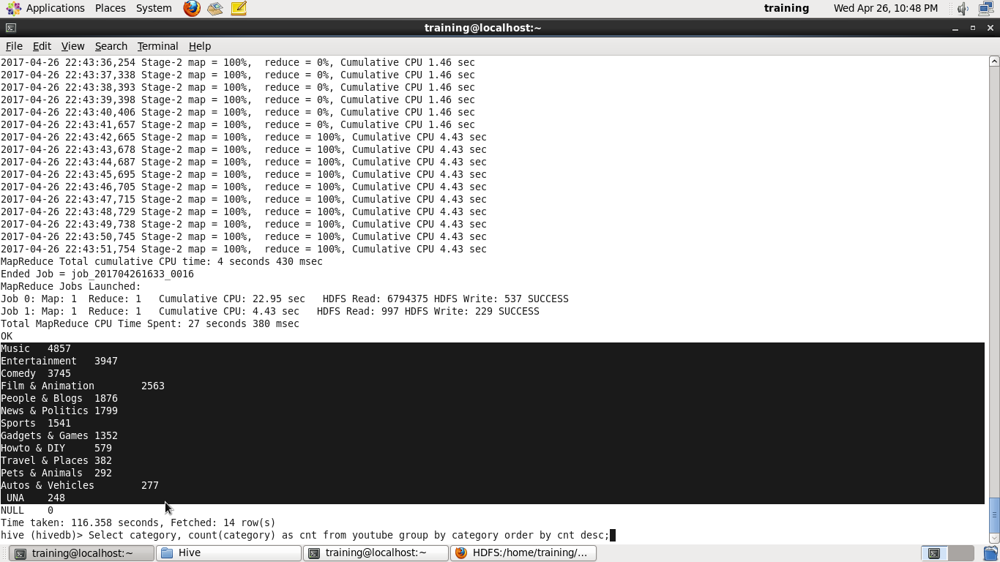 Applications Places System training Wed Apr 26, 10:48 PM
training@localhost:~
File Edit View Search Terminal Help
2017-04-26 22:43:36,254 Stage-2 map = 100%,  reduce = 0%, Cumulative CPU 1.46 sec
2017-04-26 22:43:37,338 Stage-2 map = 100%,  reduce = 0%, Cumulative CPU 1.46 sec
2017-04-26 22:43:38,393 Stage-2 map = 100%,  reduce = 0%, Cumulative CPU 1.46 sec
2017-04-26 22:43:39,398 Stage-2 map = 100%,  reduce = 0%, Cumulative CPU 1.46 sec
2017-04-26 22:43:40,406 Stage-2 map = 100%,  reduce = 0%, Cumulative CPU 1.46 sec
2017-04-26 22:43:41,657 Stage-2 map = 100%,  reduce = 0%, Cumulative CPU 1.46 sec
2017-04-26 22:43:42,665 Stage-2 map = 100%,  reduce = 100%, Cumulative CPU 4.43 sec
2017-04-26 22:43:43,678 Stage-2 map = 100%,  reduce = 100%, Cumulative CPU 4.43 sec
2017-04-26 22:43:44,687 Stage-2 map = 100%,  reduce = 100%, Cumulative CPU 4.43 sec
2017-04-26 22:43:45,695 Stage-2 map = 100%,  reduce = 100%, Cumulative CPU 4.43 sec
2017-04-26 22:43:46,705 Stage-2 map = 100%,  reduce = 100%, Cumulative CPU 4.43 sec
2017-04-26 22:43:47,715 Stage-2 map = 100%,  reduce = 100%, Cumulative CPU 4.43 sec
2017-04-26 22:43:48,729 Stage-2 map = 100%,  reduce = 100%, Cumulative CPU 4.43 sec
2017-04-26 22:43:49,738 Stage-2 map = 100%,  reduce = 100%, Cumulative CPU 4.43 sec
2017-04-26 22:43:50,745 Stage-2 map = 100%,  reduce = 100%, Cumulative CPU 4.43 sec
2017-04-26 22:43:51,754 Stage-2 map = 100%,  reduce = 100%, Cumulative CPU 4.43 sec
MapReduce Total cumulative CPU time: 4 seconds 430 msec
Ended Job = job_201704261633_0016
MapReduce Jobs Launched:
Job 0: Map: 1  Reduce: 1   Cumulative CPU: 22.95 sec   HDFS Read: 6794375 HDFS Write: 537 SUCCESS
Job 1: Map: 1  Reduce: 1   Cumulative CPU: 4.43 sec   HDFS Read: 997 HDFS Write: 229 SUCCESS
Total MapReduce CPU Time Spent: 27 seconds 380 msec
OK
Music	4857
Entertainment	3947
Comedy	3745
Film & Animation	2563
People & Blogs	1876
News & Politics	1799
Sports	1541
Gadgets & Games	1352
Howto & DIY	579
Travel & Places	382
Pets & Animals	292
Autos & Vehicles	277
UNA	248
NULL	0
Time taken: 116.358 seconds, Fetched: 14 row(s)
hive (hivedb)> Select category, count(category) as cnt from youtube group by category order by cnt desc;
training@localhost:~ Hive training@localhost:~ HDFS:/home/training/...